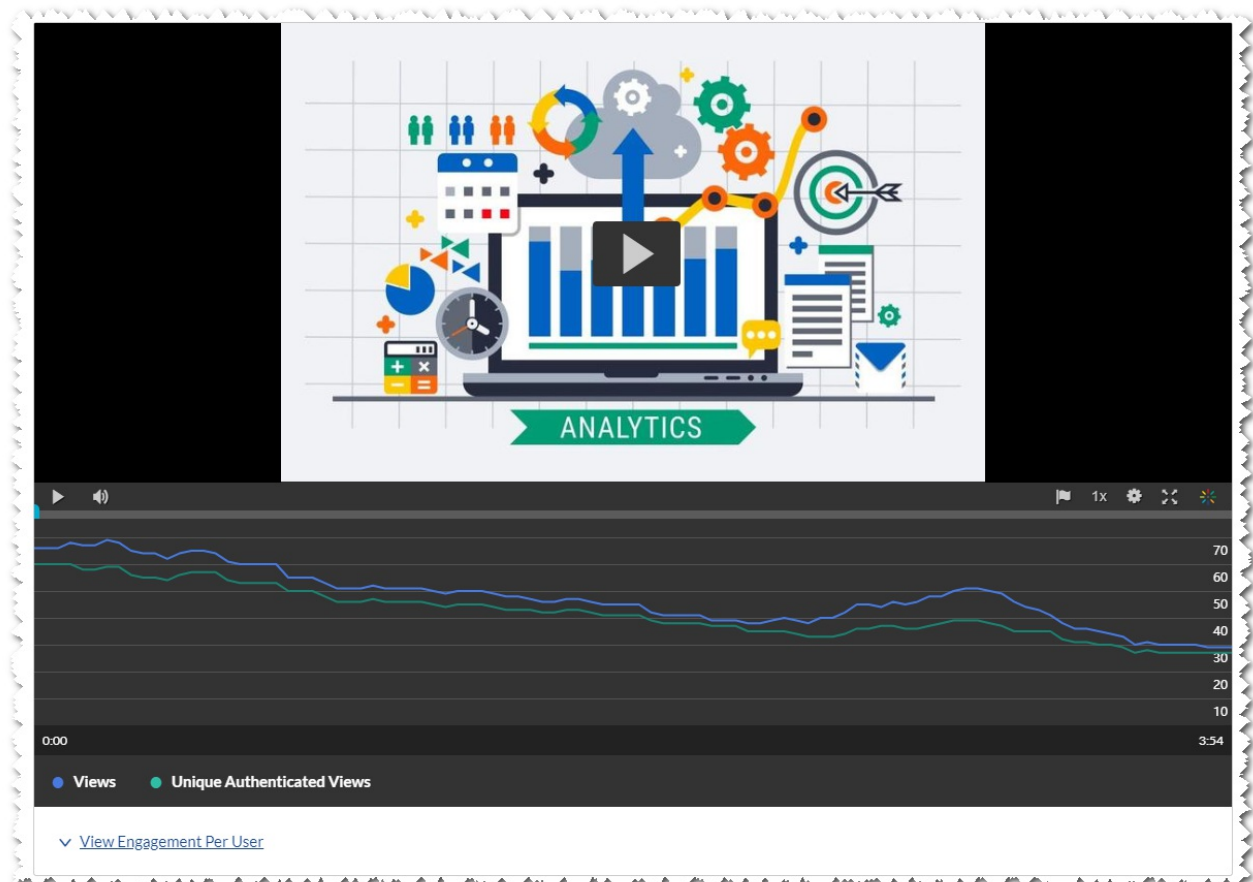 ANALYTICS
1x
70
60
50
40
30
20
10
0:00 3:54
Views Unique Authenticated Views
View Engagement Per User